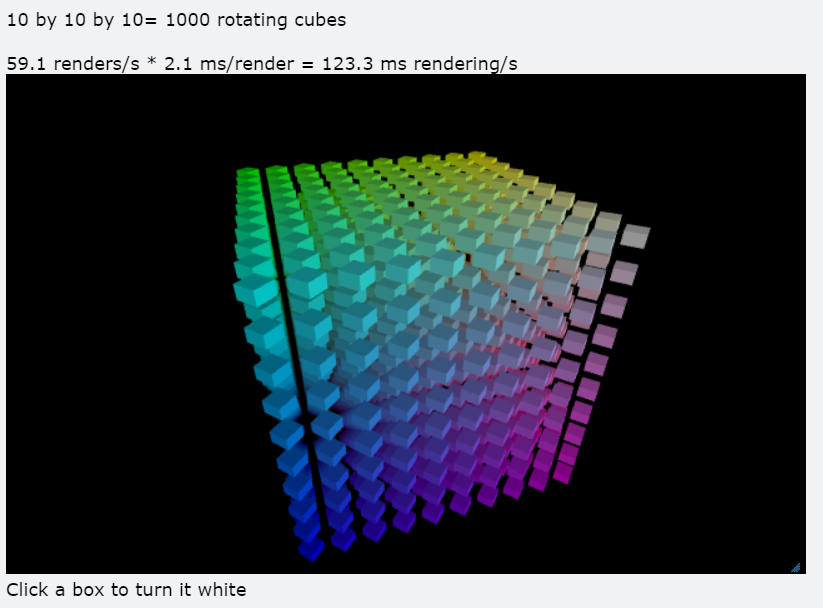 10 by 10 by 10= 1000 rotating cubes
59.1 renders/s * 2.1 ms/render = 123.3 ms rendering/s
Click a box to turn it white